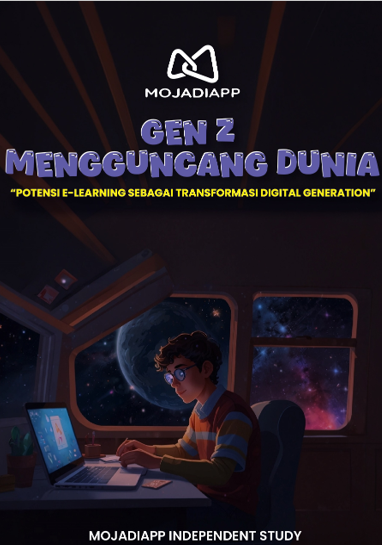 MOJADIAPP
GEN Z
MENGGUNCANG DUNIA
“POTENSI E-LEARNING SEBAGAI TRANSFORMASI DIGITAL GENERATION”
MOJADIAPP INDEPENDENT STUDY